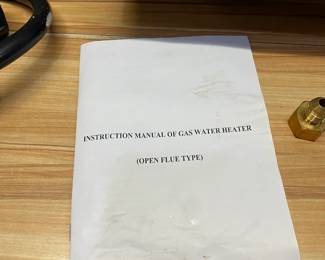 INSTRUCTION MANUAL OF GAS WATER HEATER
(OPEN FLUE TYPE)